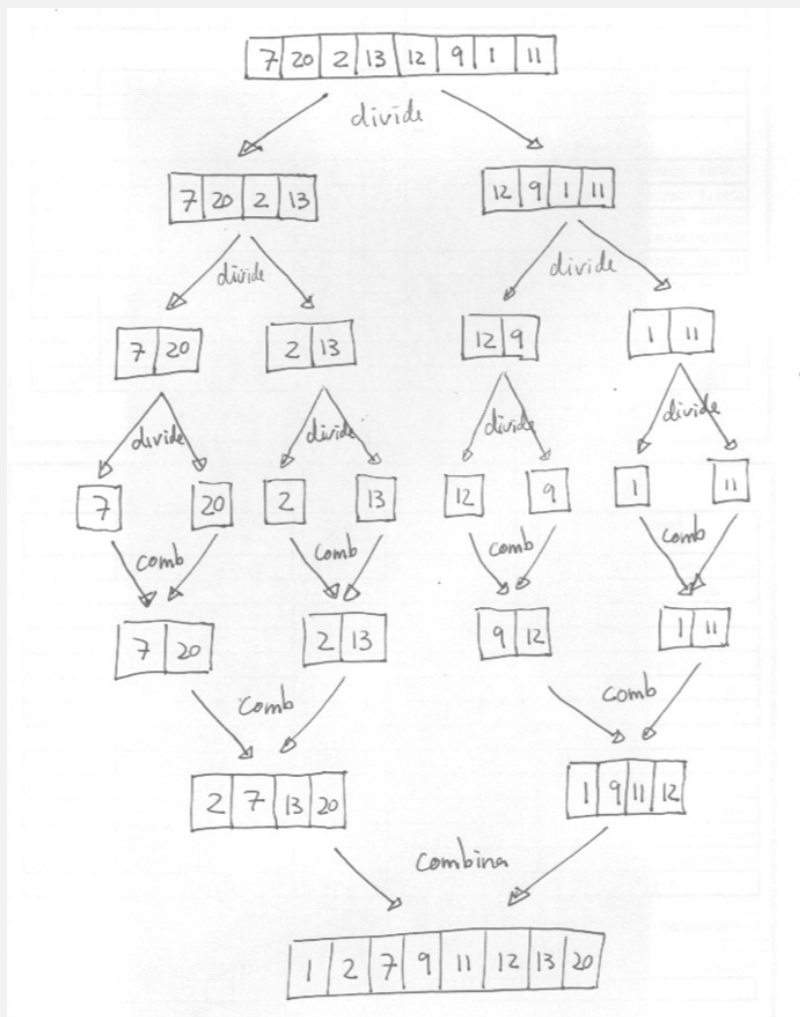 7 20 2 13 12 9 1 11
divide
7 20 2 13 12 9 1 11
divide divide
7 20 2 13 12 9 1 11
divide divide divide divide
7 20 2 13 12 9 1 11
comb comb comb comb
7 20 2 13 9 12 1 11
comb comb
2 7 13 20 1 9 11 12
combinar
1 2 7 9 11 12 13 20